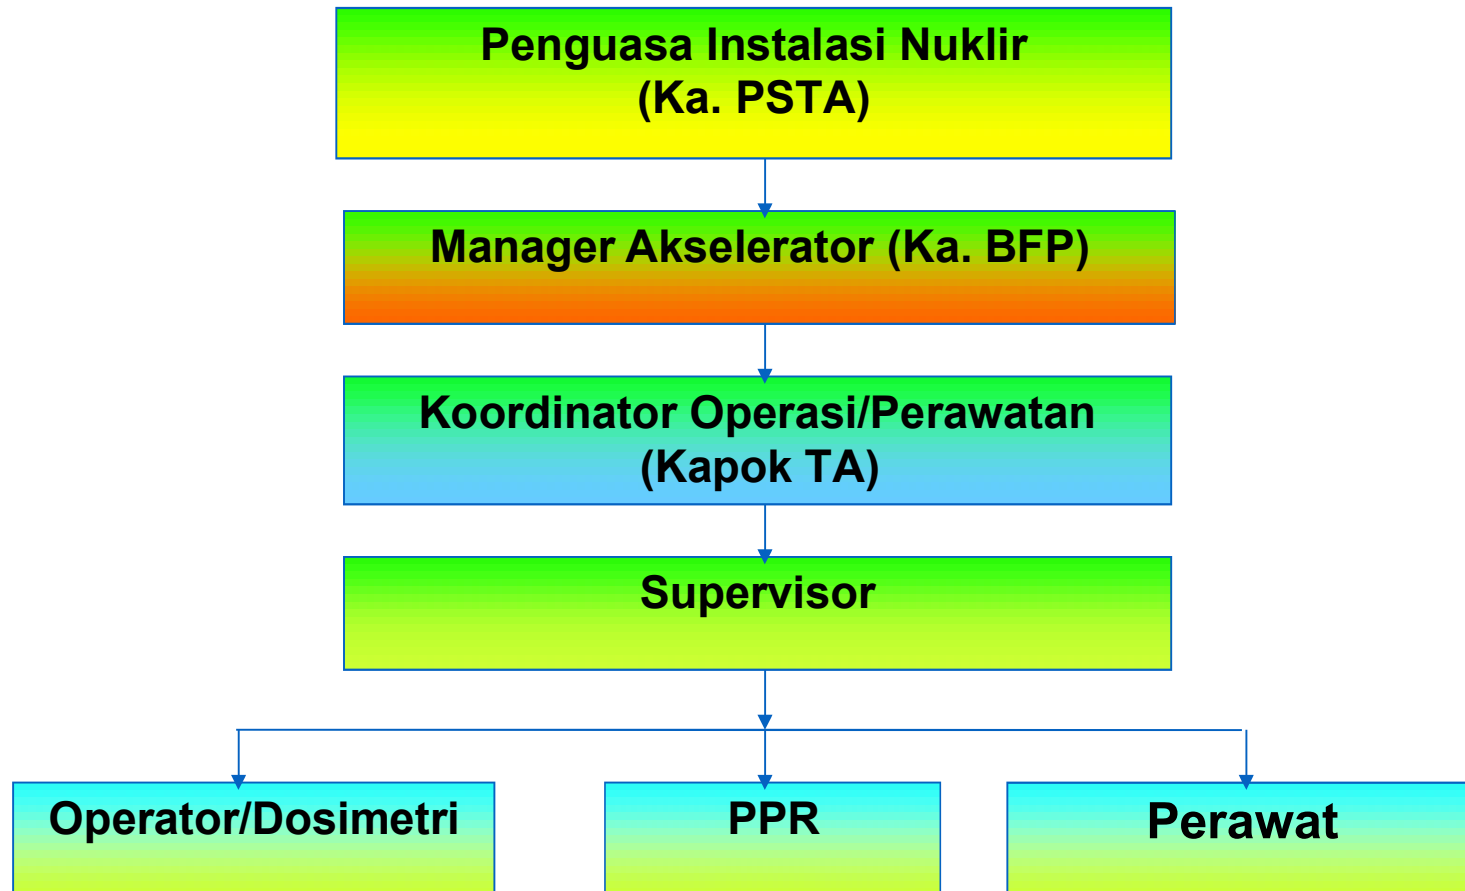 Penguasa Instalasi Nuklir
(Ka. PSTA)
Manager Akselerator (Ka. BFP)
Koordinator Operasi/Perawatan
(Kapok TA)
Supervisor
Operator/Dosimetri
PPR
Perawat